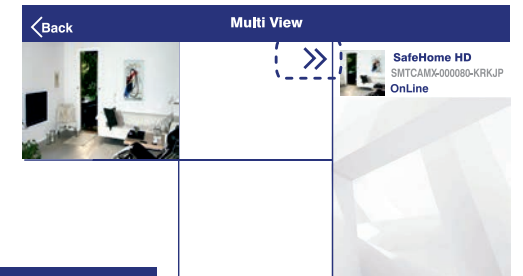 Back
Multi View
SafeHome HD
SMTCAMX-000080-KRKJP
OnLine